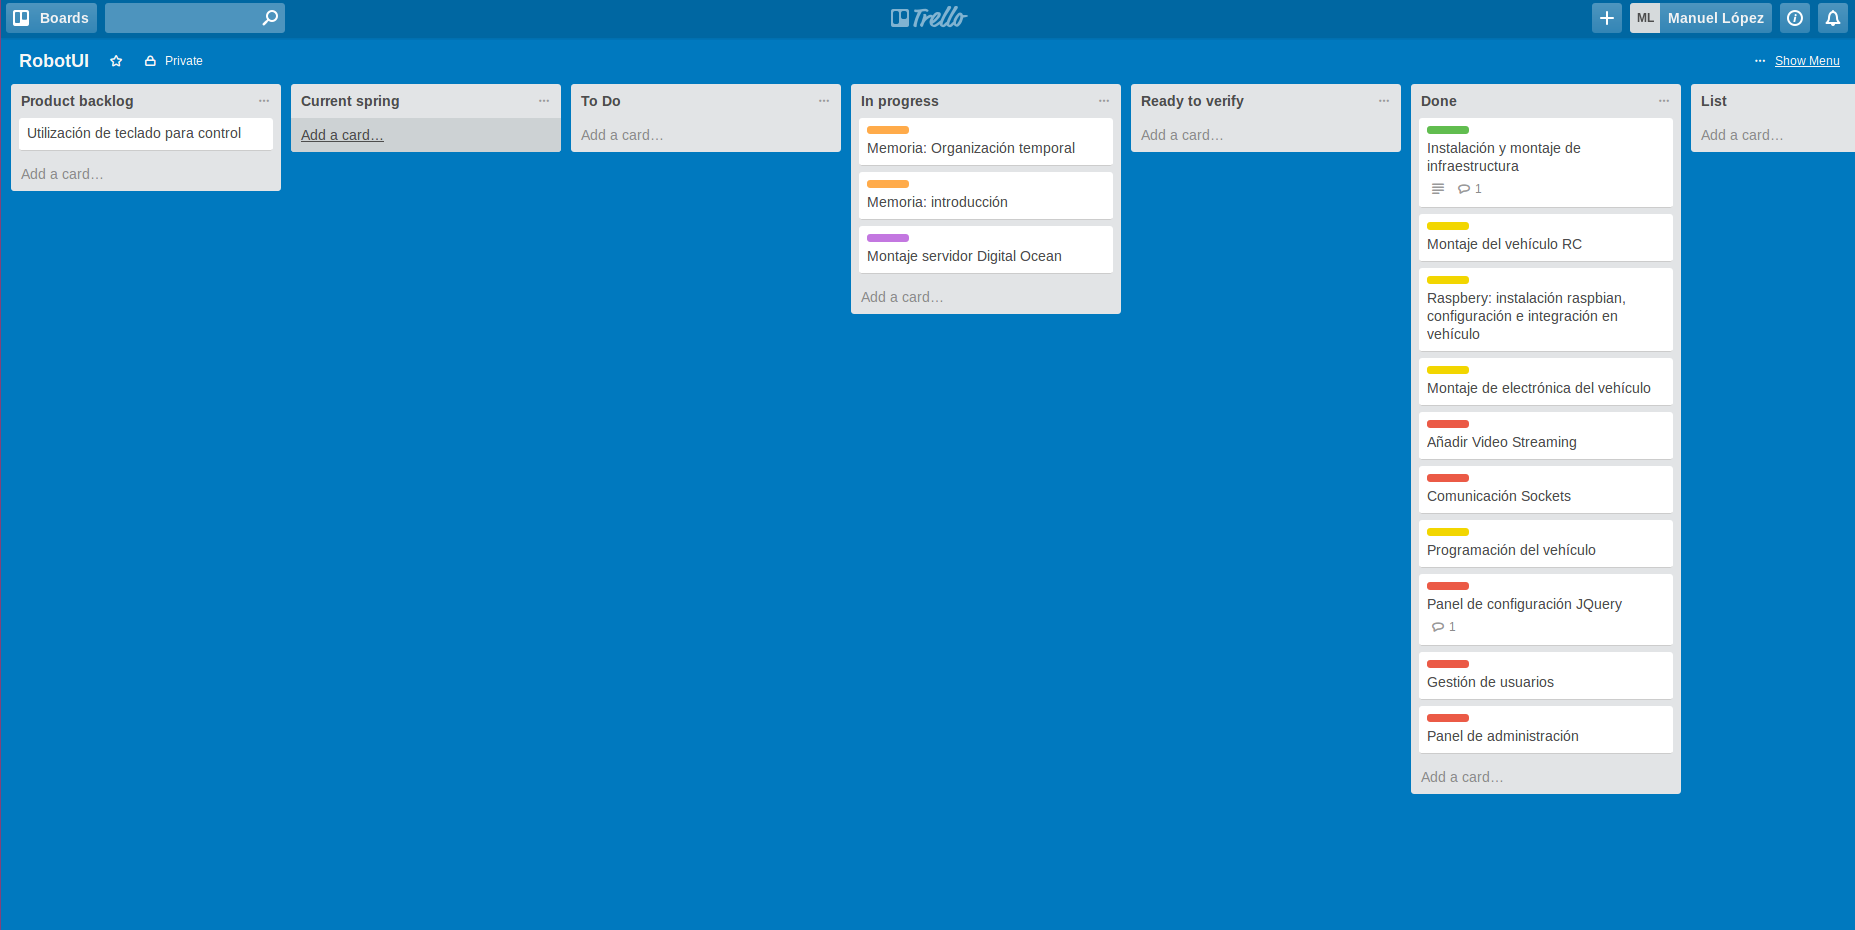 Boards
Trello
ML Manuel López
RobotUI
Private
Show Menu
Product backlog
Utilización de teclado para control
Add a card…
Current spring
Add a card…
To Do
Add a card…
In progress
Memoria: Organización temporal
Memoria: introducción
Montaje servidor Digital Ocean
Add a card…
Ready to verify
Add a card…
Done
Instalación y montaje de
infraestructura
1
Montaje del vehículo RC
Raspbery: instalación raspbian,
configuración e integración en
vehículo
Montaje de electrónica del vehículo
Añadir Video Streaming
Comunicación Sockets
Programación del vehículo
Panel de configuración JQuery
1
Gestión de usuarios
Panel de administración
Add a card…
List
Add a card…